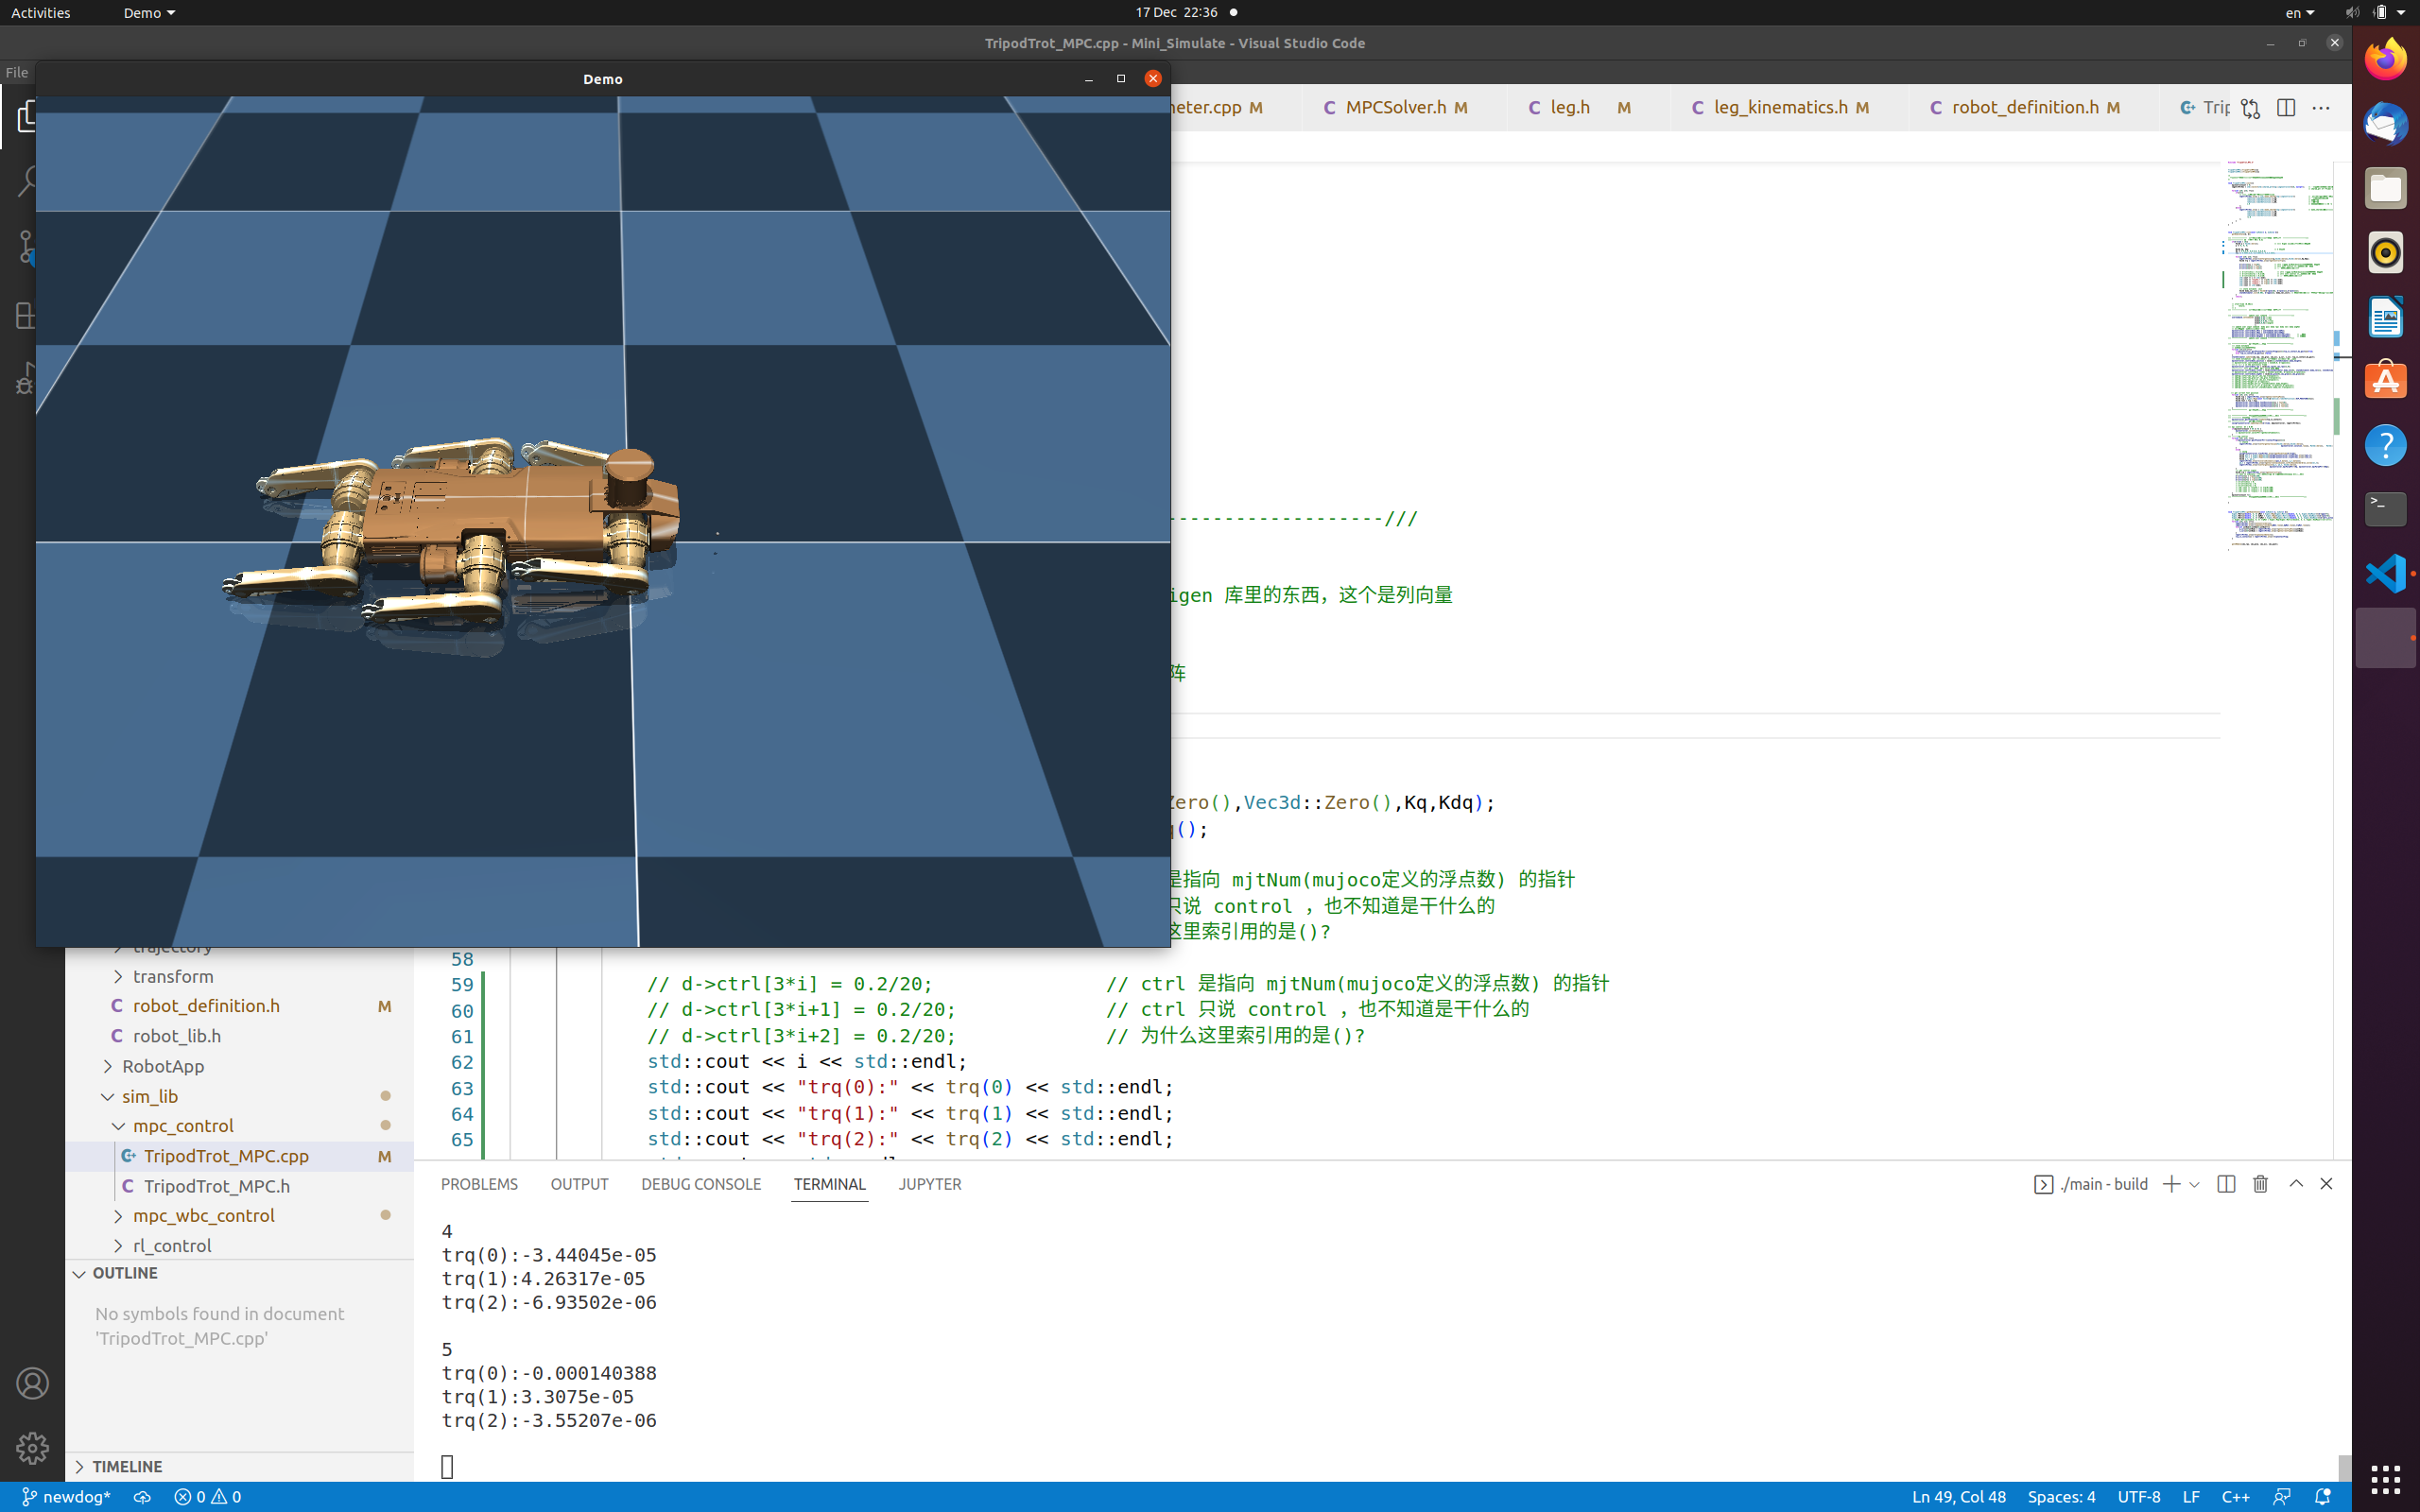 Activities
Demo
17 Dec 22:36
en
TripodTrot_MPC.cpp - Mini_Simulate - Visual Studio Code
File
Demo
neter.cpp M
C MPCSolver.h M
C leg.h M
C leg_kinematics.h M
C robot_definition.h M
Trip
-------------------///
igen 库里的东西，这个是列向量
阵
Zero(),Vec3d::Zero(),Kq,Kdq);
q();
是指向 mjtNum(mujoco定义的浮点数) 的指针
只说 control ，也不知道是干什么的
这里索引用的是()?
58
59 // d->ctrl[3*i] = 0.2/20; // ctrl 是指向 mjtNum(mujoco定义的浮点数) 的指针
60 // d->ctrl[3*i+1] = 0.2/20; // ctrl 只说 control ，也不知道是干什么的
61 // d->ctrl[3*i+2] = 0.2/20; // 为什么这里索引用的是()?
62 std::cout << i << std::endl;
63 std::cout << "trq(0):" << trq(0) << std::endl;
64 std::cout << "trq(1):" << trq(1) << std::endl;
65 std::cout << "trq(2):" << trq(2) << std::endl;
trajectory
transform
C robot_definition.h M
C robot_lib.h
RobotApp
sim_lib
mpc_control
TripodTrot_MPC.cpp M
C TripodTrot_MPC.h
mpc_wbc_control
rl_control
OUTLINE
No symbols found in document
'TripodTrot_MPC.cpp'
TIMELINE
PROBLEMS
OUTPUT
DEBUG CONSOLE
TERMINAL
JUPYTER
./main - build
4
trq(0):-3.44045e-05
trq(1):4.26317e-05
trq(2):-6.93502e-06
5
trq(0):-0.000140388
trq(1):3.3075e-05
trq(2):-3.55207e-06
newdog*
0
0
Ln 49, Col 48
Spaces: 4
UTF-8
LF
C++